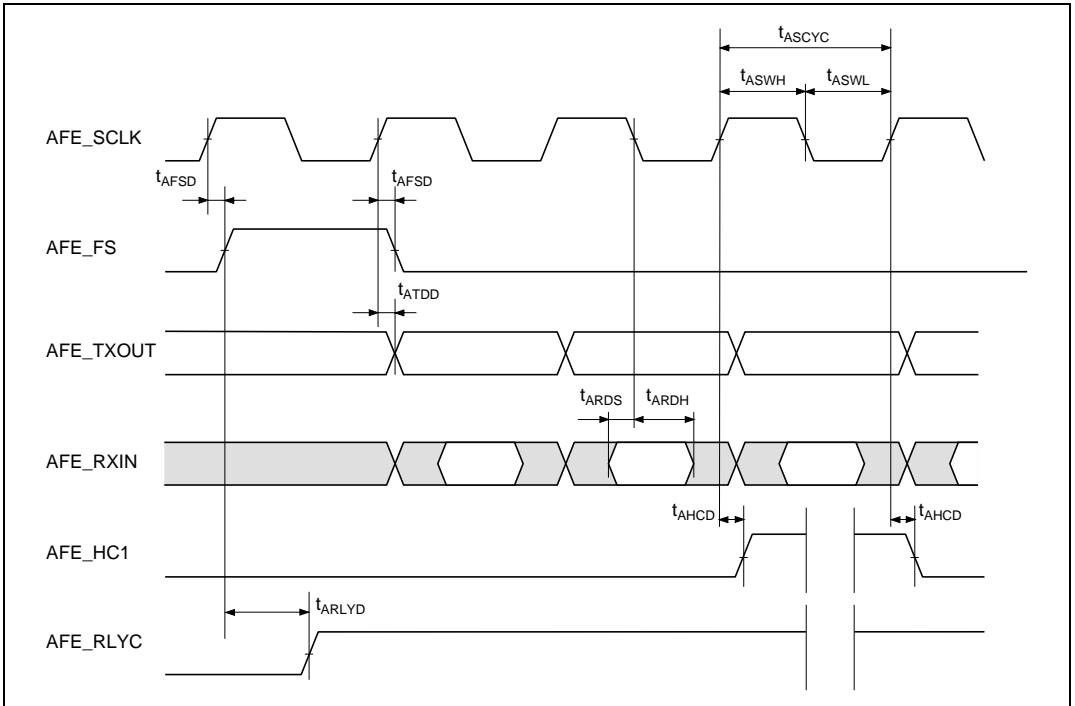 tASCYC
tASWH tASWL
AFE_SCLK
tAFSD tAFSD
AFE_FS
tATDD
AFE_TXOUT
tARDS tARDH
AFE_RXIN
tAHCD tAHCD
AFE_HC1
tARLYD
AFE_RLYC